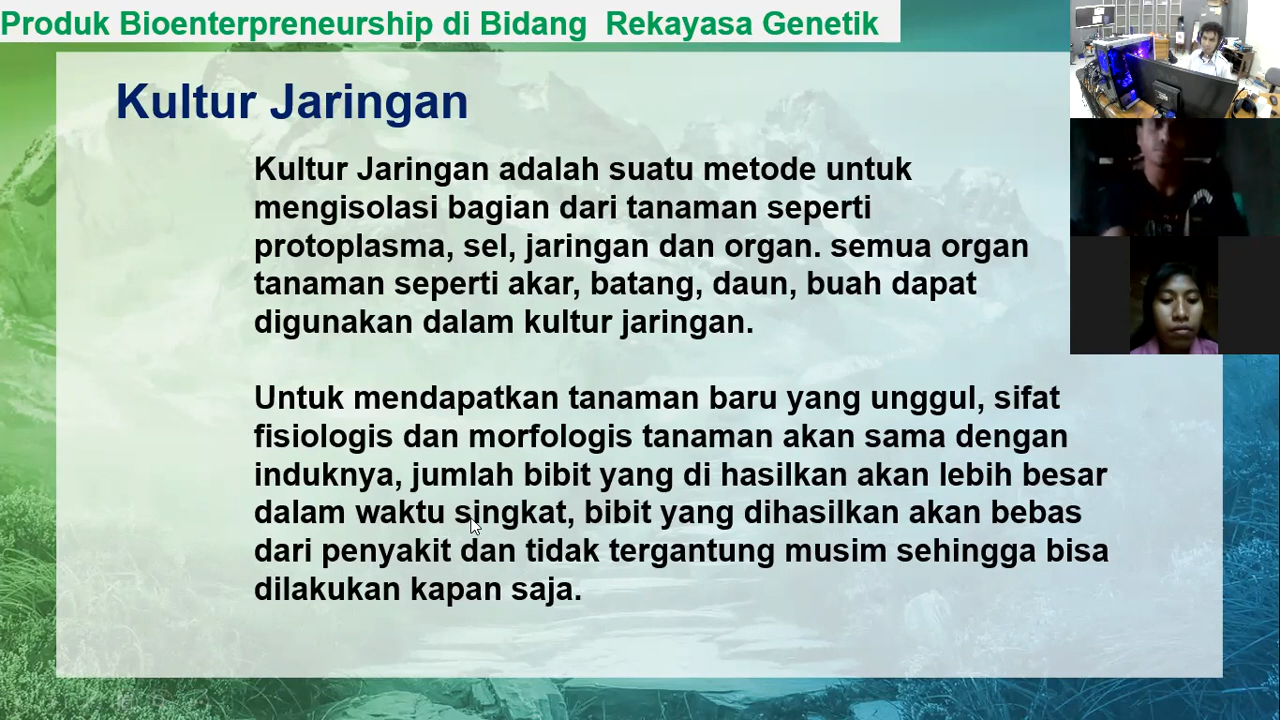 Produk Bioenterpreneurship di Bidang  Rekayasa Genetik
Kultur Jaringan
Kultur Jaringan adalah suatu metode untuk
mengisolasi bagian dari tanaman seperti
protoplasma, sel, jaringan dan organ. semua organ
tanaman seperti akar, batang, daun, buah dapat
digunakan dalam kultur jaringan.
Untuk mendapatkan tanaman baru yang unggul, sifat
fisiologis dan morfologis tanaman akan sama dengan
induknya, jumlah bibit yang di hasilkan akan lebih besar
dalam waktu singkat, bibit yang dihasilkan akan bebas
dari penyakit dan tidak tergantung musim sehingga bisa
dilakukan kapan saja.